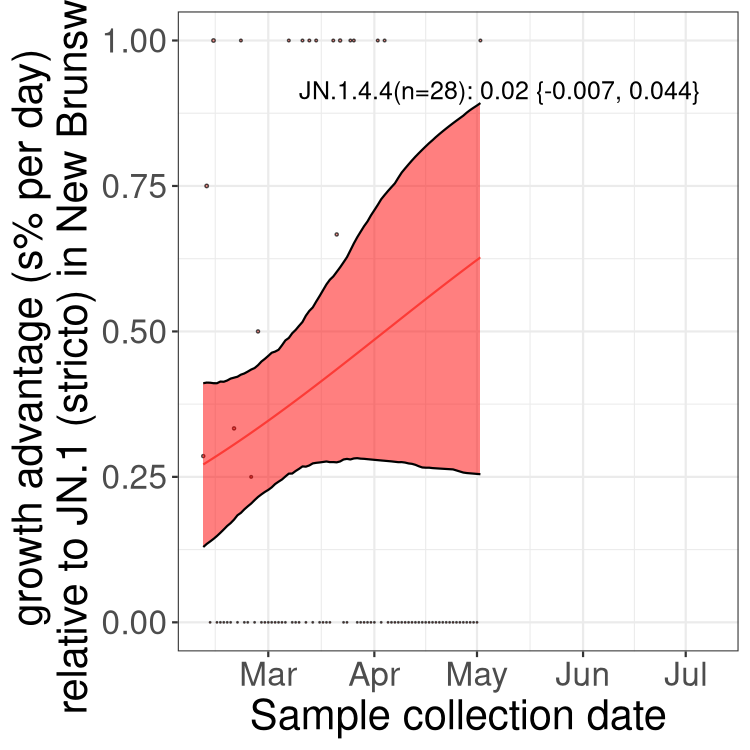 growth advantage (s% per day)
relative to JN.1 (stricto) in New Brunsw
1.00
0.75
0.50
0.25
0.00
JN.1.4.4(n=28): 0.02 {-0.007, 0.044}
Mar Apr May Jun Jul
Sample collection date